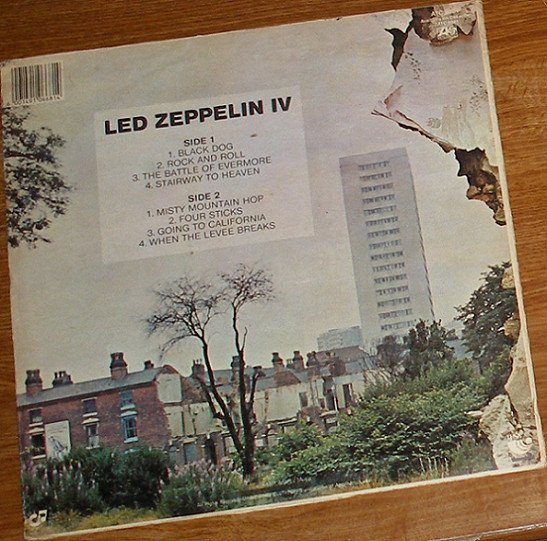 LED ZEPPELIN IV
SIDE 1
1. BLACK DOG
2. ROCK AND ROLL
3. THE BATTLE OF EVERMORE
4. STAIRWAY TO HEAVEN
SIDE 2
1. MISTY MOUNTAIN HOP
2. FOUR STICKS
3. GOING TO CALIFORNIA
4. WHEN THE LEVEE BREAKS